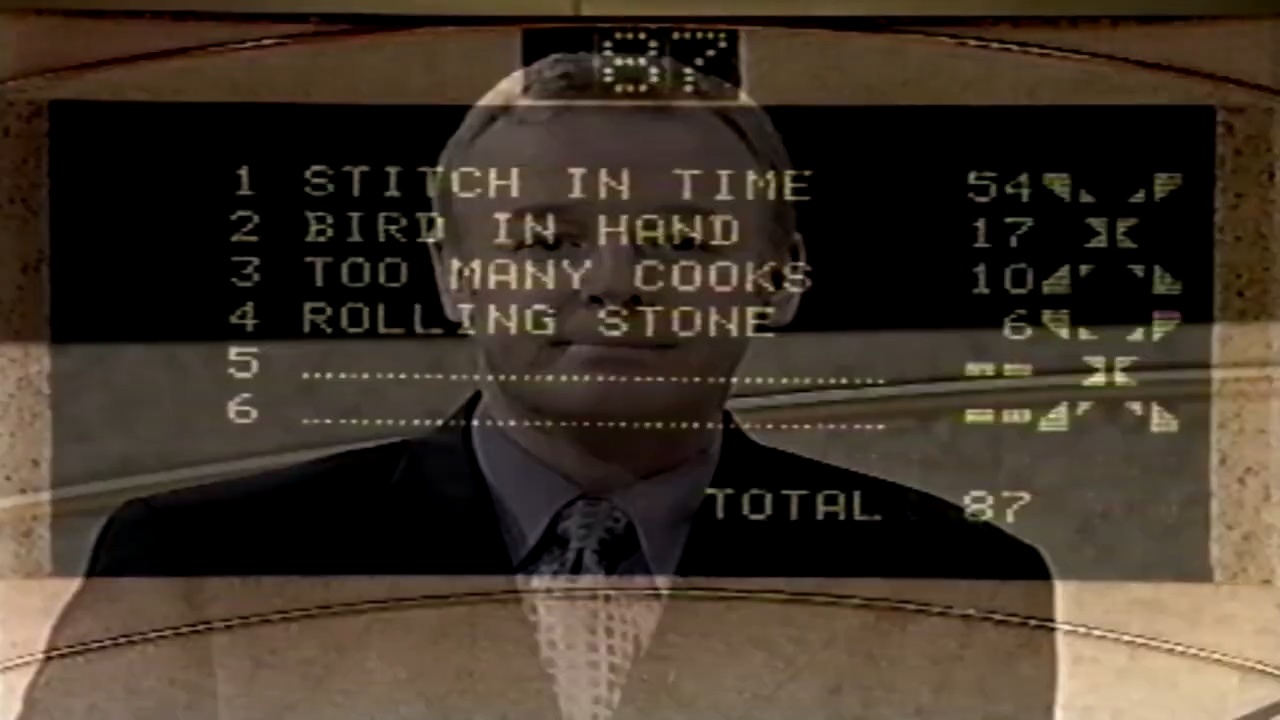 87
1 STITCH IN TIME 54
2 BIRD IN HAND 17
3 TOO MANY COOKS 10
4 ROLLING STONE 6
5
6
TOTAL 87